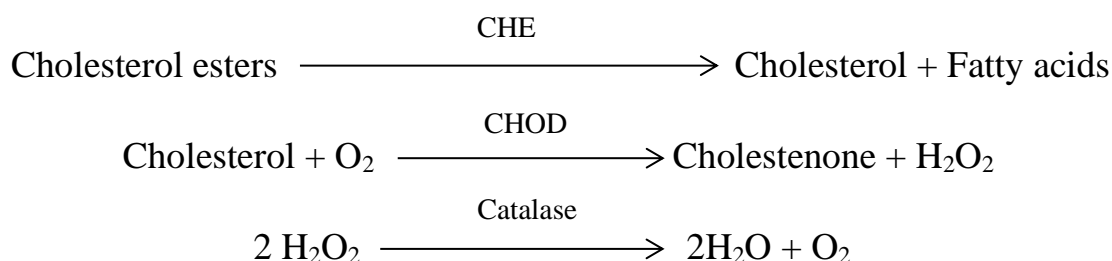 CHE
Cholesterol esters ⟶ Cholesterol + Fatty acids
CHOD
Cholesterol + O₂ ⟶ Cholestenone + H₂O₂
Catalase
2 H₂O₂ ⟶ 2H₂O + O₂